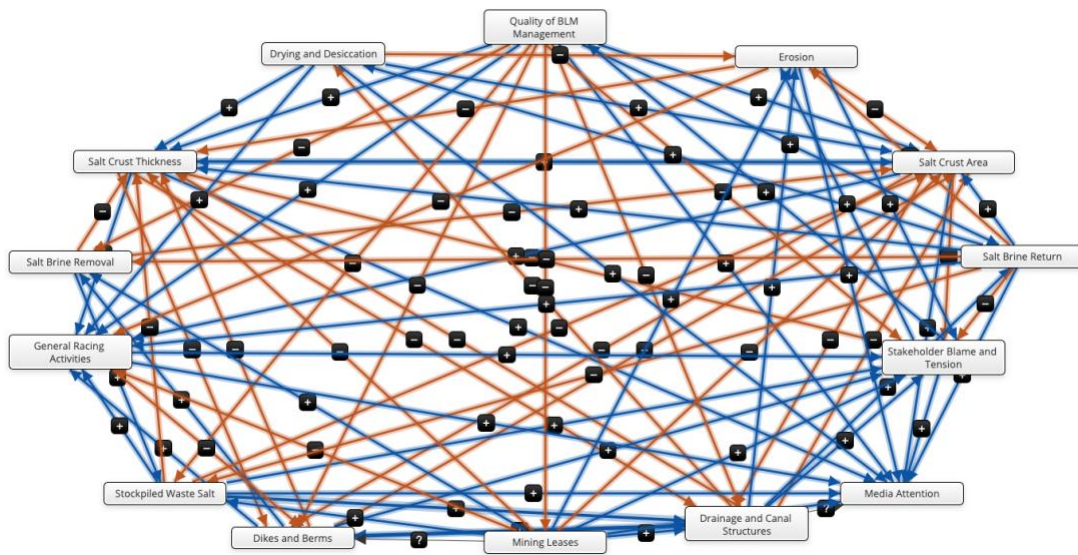 Quality of BLM
Management
Drying and Desiccation
Erosion
Salt Crust Thickness
Salt Crust Area
Salt Brine Removal
Salt Brine Return
General Racing
Activities
Stakeholder Blame and
Tension
Stockpiled Waste Salt
Media Attention
Dikes and Berms
Mining Leases
Drainage and Canal
Structures
?
?